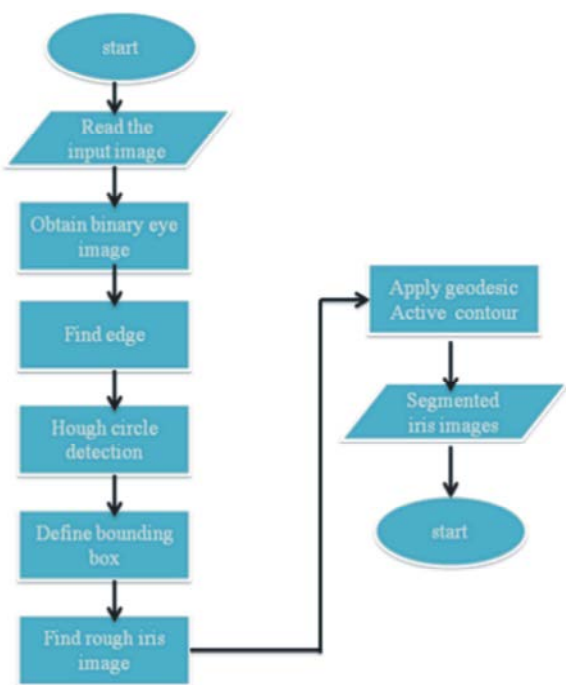 start
Read the
input image
Obtain binary eye
image
Find edge
Hough circle
detection
Define bounding
box
Find rough iris
image
Apply geodesic
Active contour
Segmented
iris images
start